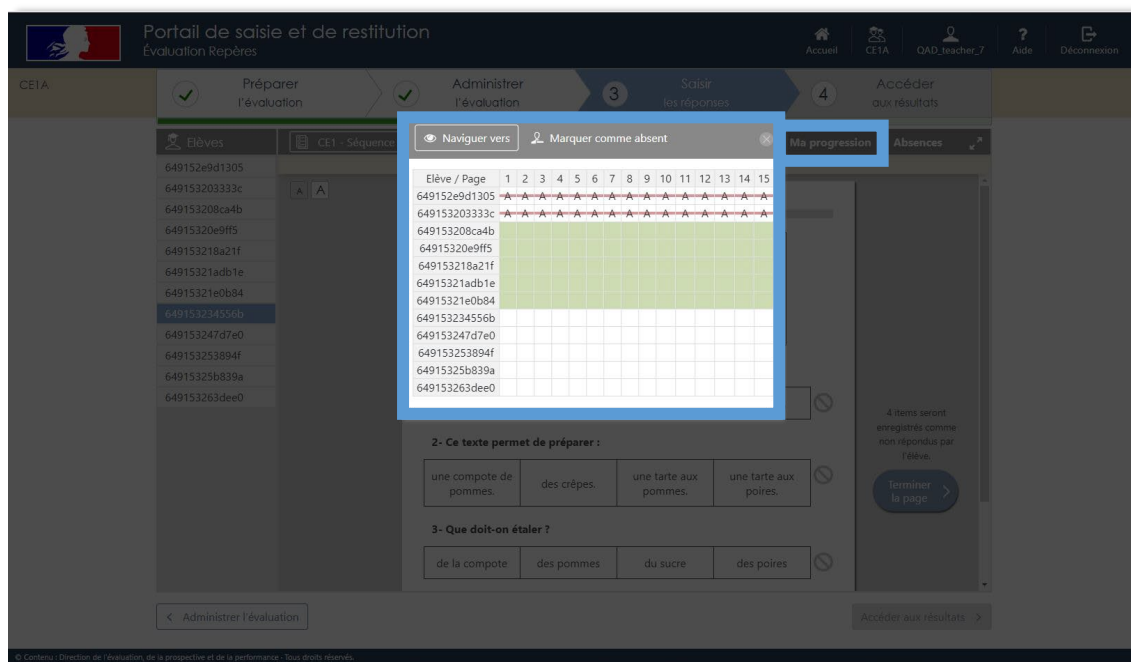 Portail de saisie et de restitution
Évaluation Repères
Accueil
CE1A
QAD_teacher_7
? Aide
Déconnexion
CE1A
Préparer
l'évaluation
Administrer
l'évaluation
3 Saisir
les réponses
4 Accéder
aux résultats
Elèves
CE1 - Séquence
Naviguer vers
Marquer comme absent
Ma progression
Absences
649152e9d1305
649153203333c
649153208ca4b
64915320e9ff5
649153218a21f
64915321adb1e
64915321e0b84
649153234556b
649153247d7e0
649153253894f
64915325b839a
649153263dee0
A A
Elève / Page 1 2 3 4 5 6 7 8 9 10 11 12 13 14 15
649152e9d1305 A A A A A A A A A A A A A A A
649153203333c A A A A A A A A A A A A A A A
649153208ca4b
64915320e9ff5
649153218a21f
64915321adb1e
64915321e0b84
649153234556b
649153247d7e0
649153253894f
64915325b839a
649153263dee0
2- Ce texte permet de préparer :
une compote de
pommes.
des crêpes.
une tarte aux
pommes.
une tarte aux
poires.
3- Que doit-on étaler ?
de la compote
des pommes
du sucre
des poires
4 items seront
enregistrés comme
non répondus par
l'élève.
Terminer
la page
Administrer l'évaluation
Accéder aux résultats
© Contenu : Direction de l'évaluation, de la prospective et de la performance - Tous droits réservés.